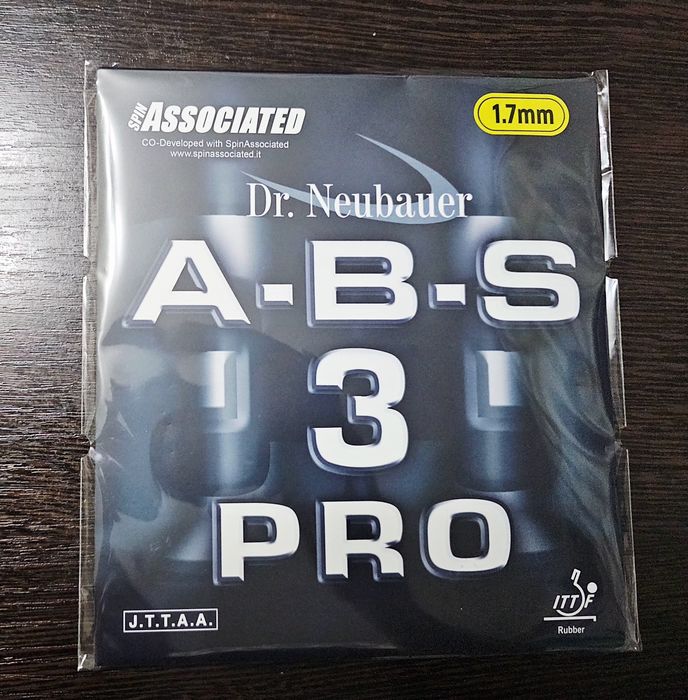 SPIN ASSOCIATED
1.7mm
CO-Developed with SpinAssociated
www.spinassociated.it
Dr. Neubauer
A-B-S
3
PRO
J.T.T.A.A.
ITTF
Rubber